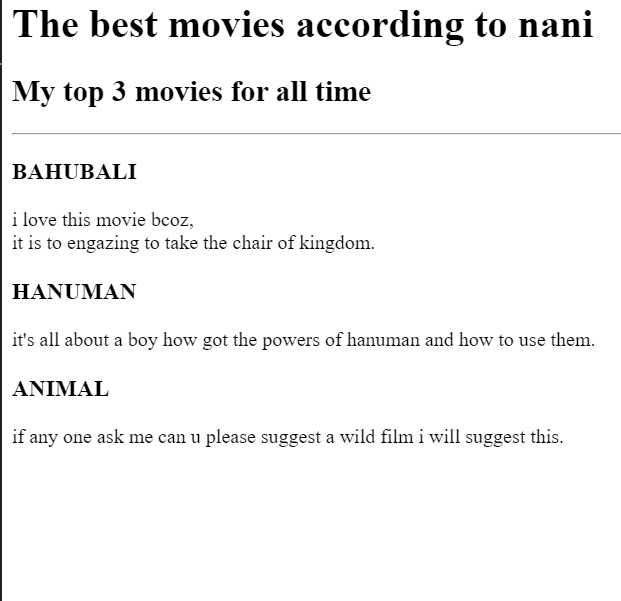 The best movies according to nani
My top 3 movies for all time
BAHUBALI
i love this movie bcoz,
it is to engazing to take the chair of kingdom.
HANUMAN
it's all about a boy how got the powers of hanuman and how to use them.
ANIMAL
if any one ask me can u please suggest a wild film i will suggest this.